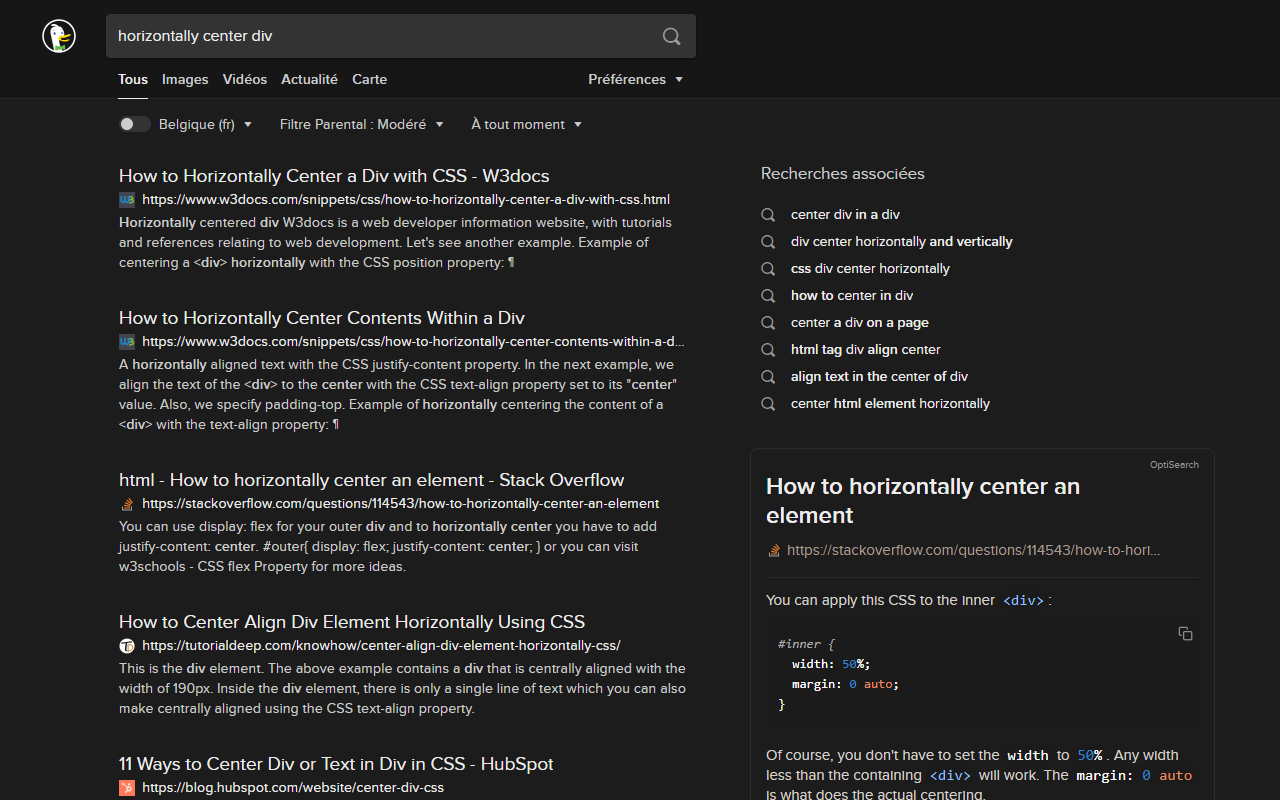 horizontally center div
Tous Images Vidéos Actualité Carte Préférences
Belgique (fr) Filtre Parental : Modéré À tout moment
How to Horizontally Center a Div with CSS - W3docs
https://www.w3docs.com/snippets/css/how-to-horizontally-center-a-div-with-css.html
Horizontally centered div W3docs is a web developer information website, with tutorials
and references relating to web development. Let's see another example. Example of
centering a <div> horizontally with the CSS position property: ¶
How to Horizontally Center Contents Within a Div
https://www.w3docs.com/snippets/css/how-to-horizontally-center-contents-within-a-d...
A horizontally aligned text with the CSS justify-content property. In the next example, we
align the text of the <div> to the center with the CSS text-align property set to its "center"
value. Also, we specify padding-top. Example of horizontally centering the content of a
<div> with the text-align property: ¶
html - How to horizontally center an element - Stack Overflow
https://stackoverflow.com/questions/114543/how-to-horizontally-center-an-element
You can use display: flex for your outer div and to horizontally center you have to add
justify-content: center. #outer{ display: flex; justify-content: center; } or you can visit
w3schools - CSS flex Property for more ideas.
How to Center Align Div Element Horizontally Using CSS
https://tutorialdeep.com/knowhow/center-align-div-element-horizontally-css/
This is the div element. The above example contains a div that is centrally aligned with the
width of 190px. Inside the div element, there is only a single line of text which you can also
make centrally aligned using the CSS text-align property.
11 Ways to Center Div or Text in Div in CSS - HubSpot
https://blog.hubspot.com/website/center-div-css
Recherches associées
center div in a div
div center horizontally and vertically
css div center horizontally
how to center in div
center a div on a page
html tag div align center
align text in the center of div
center html element horizontally
OptiSearch
How to horizontally center an
element
https://stackoverflow.com/questions/114543/how-to-hori...
You can apply this CSS to the inner <div> :
#inner {
width: 50%;
margin: 0 auto;
}
Of course, you don't have to set the width to 50% . Any width
less than the containing <div> will work. The margin: 0 auto
is what does the actual centering.